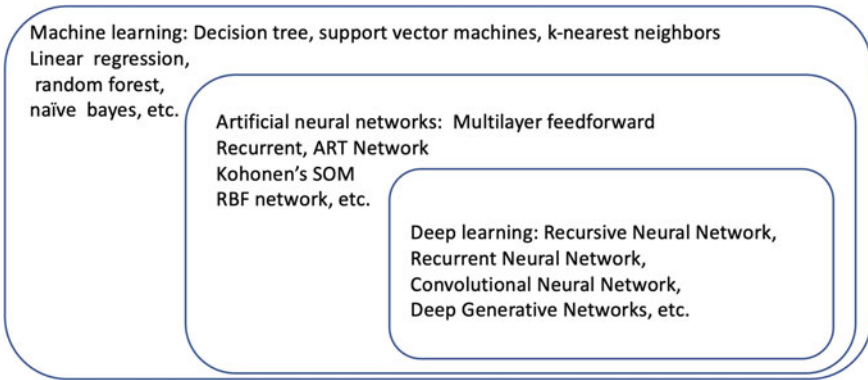 Machine learning: Decision tree, support vector machines, k-nearest neighbors
Linear regression,
random forest,
naïve bayes, etc.
Artificial neural networks: Multilayer feedforward
Recurrent, ART Network
Kohonen's SOM
RBF network, etc.
Deep learning: Recursive Neural Network,
Recurrent Neural Network,
Convolutional Neural Network,
Deep Generative Networks, etc.